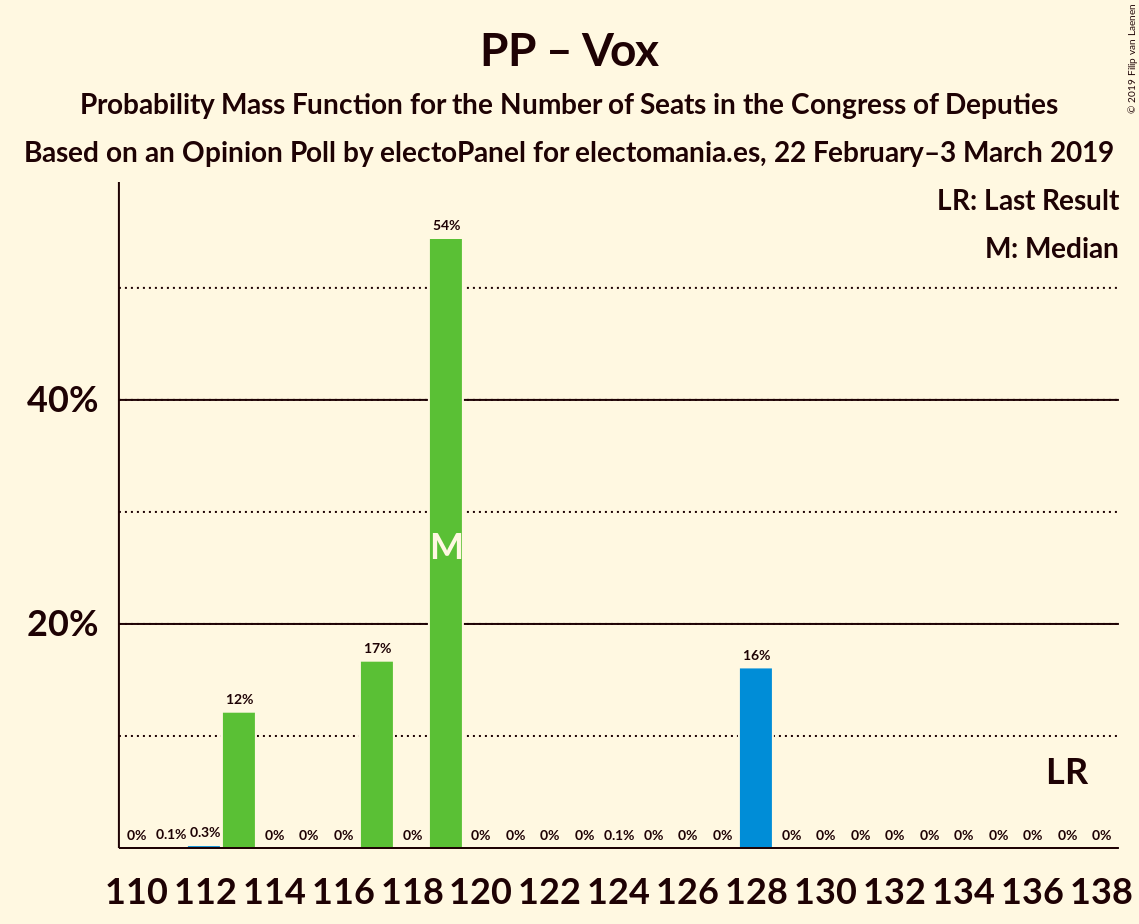 PP – Vox
Probability Mass Function for the Number of Seats in the Congress of Deputies
Based on an Opinion Poll by electoPanel for electomania.es, 22 February–3 March 2019
© 2019 Filip van Laenen
LR: Last Result
M: Median
54%
40%
M
20%
17%
16%
12%
LR
0% 0.1% 0.3% 0% 0% 0% 0% 0% 0% 0% 0% 0.1% 0% 0% 0% 0% 0% 0% 0% 0% 0% 0% 0% 0% 0%
110 112 114 116 118 120 122 124 126 128 130 132 134 136 138